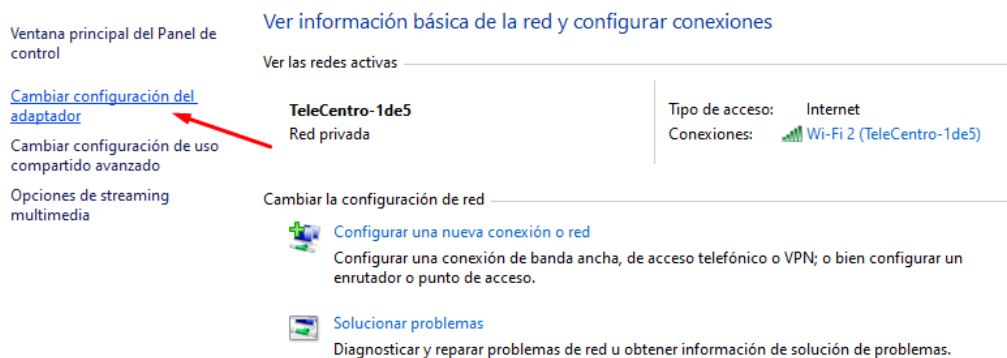 Ventana principal del Panel de
control
Cambiar configuración del
adaptador
Cambiar configuración de uso
compartido avanzado
Opciones de streaming
multimedia
Ver información básica de la red y configurar conexiones
Ver las redes activas
TeleCentro-1de5
Red privada
Tipo de acceso: Internet
Conexiones: Wi-Fi 2 (TeleCentro-1de5)
Cambiar la configuración de red
Configurar una nueva conexión o red
Configurar una conexión de banda ancha, de acceso telefónico o VPN; o bien configurar un
enrutador o punto de acceso.
Solucionar problemas
Diagnosticar y reparar problemas de red u obtener información de solución de problemas.